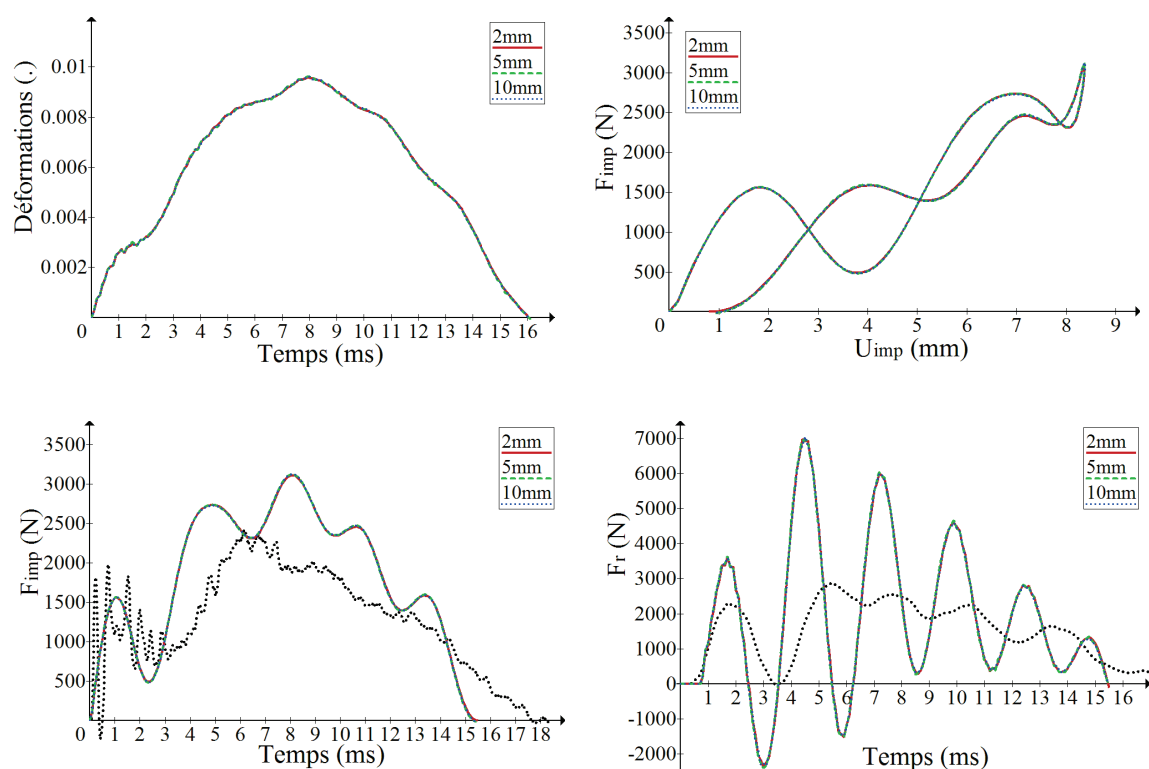 Déformations (.)
0.01
0.008
0.006
0.004
0.002
0 1 2 3 4 5 6 7 8 9 10 11 12 13 14 15 16
Temps (ms)
2mm
5mm
10mm
F imp (N)
3500
3000
2500
2000
1500
1000
500
0 1 2 3 4 5 6 7 8 9
U imp (mm)
2mm
5mm
10mm
F imp (N)
3500
3000
2500
2000
1500
1000
500
0 1 2 3 4 5 6 7 8 9 10 11 12 13 14 15 16 17 18
Temps (ms)
2mm
5mm
10mm
Fr (N)
7000
6000
5000
4000
3000
2000
1000
0
-1000
-2000
1 2 3 4 5 6 7 8 9 10 11 12 13 14 15 16
Temps (ms)
2mm
5mm
10mm